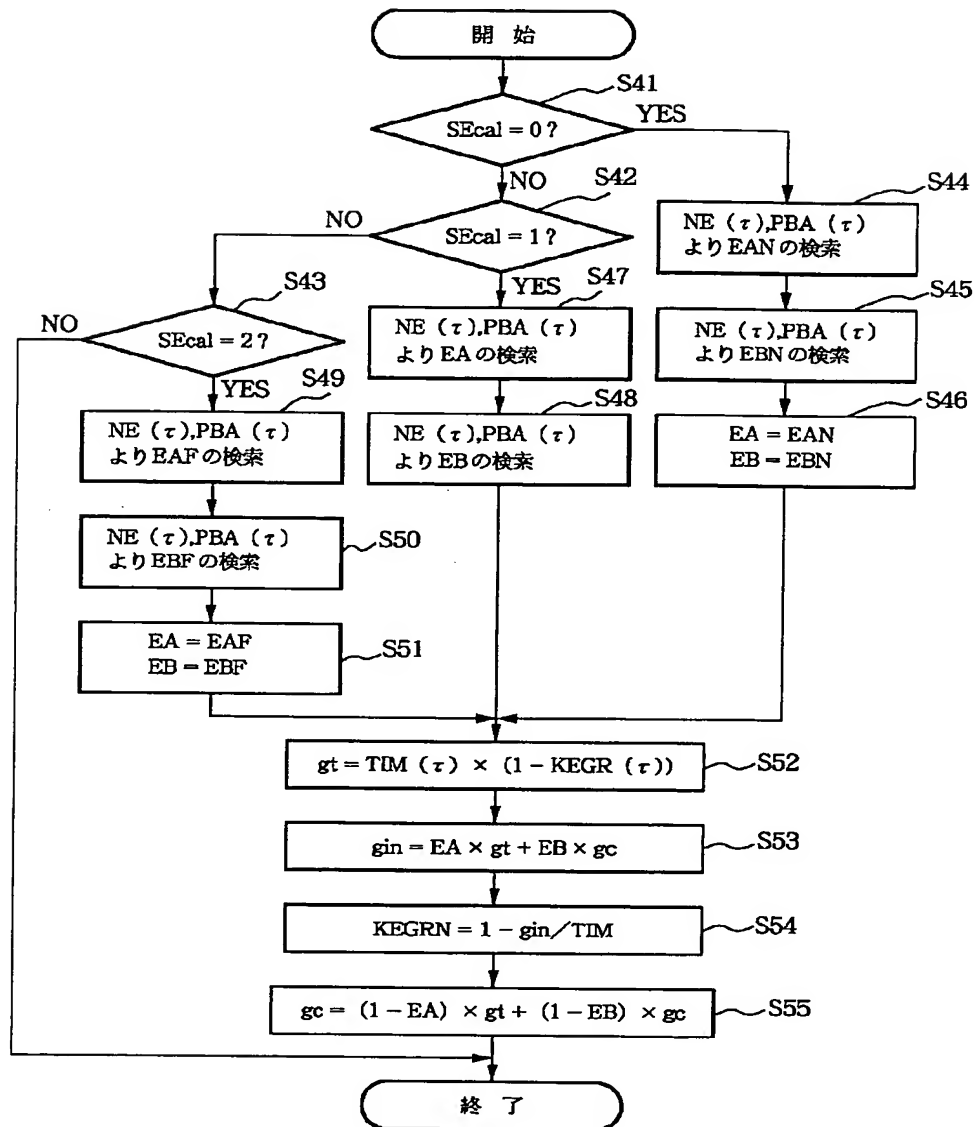 開 始
S41
SEcal = 0 ?
YES
NO
S42
SEcal = 1 ?
NO
YES
S44
NE (τ),PBA (τ)
よりEANの検索
S43
SEcal = 2 ?
NO
YES
S47
NE (τ),PBA (τ)
よりEAの検索
S45
NE (τ),PBA (τ)
よりEBNの検索
S49
NE (τ),PBA (τ)
よりEAFの検索
S48
NE (τ),PBA (τ)
よりEBの検索
S46
EA = EAN
EB = EBN
NE (τ),PBA (τ)
よりEBFの検索
S50
EA = EAF
EB = EBF
S51
gt = TIM (τ) × (1 - KEGR (τ))
S52
gin = EA × gt + EB × gc
S53
KEGRN = 1 - gin/TIM
S54
gc = (1 - EA) × gt + (1 - EB) × gc
S55
終 了